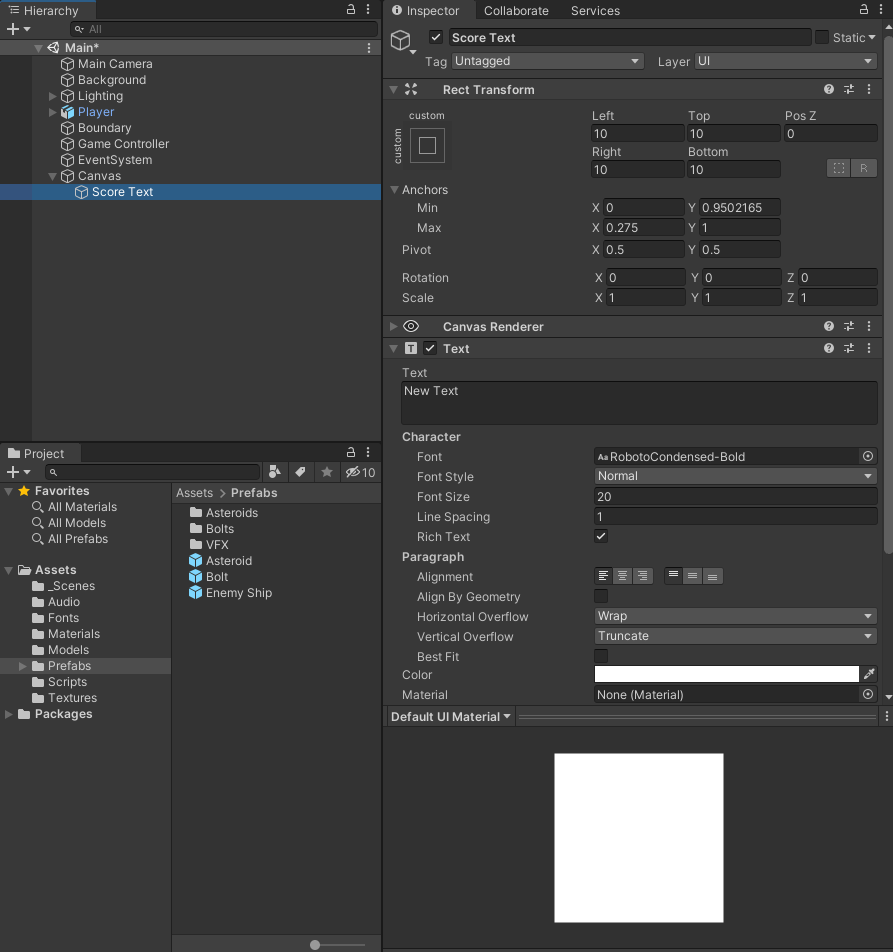 Hierarchy
All
Main*
Main Camera
Background
Lighting
Player
Boundary
Game Controller
EventSystem
Canvas
Score Text
Project
10
Favorites
All Materials
All Models
All Prefabs
Assets
_Scenes
Audio
Fonts
Materials
Models
Prefabs
Scripts
Textures
Packages
Assets > Prefabs
Asteroids
Bolts
VFX
Asteroid
Bolt
Enemy Ship
Inspector Collaborate Services
Score Text Static
Tag Untagged Layer UI
Rect Transform
custom
custom
Left Top Pos Z
10 10 0
Right Bottom
10 10 R
Anchors
Min X 0 Y 0.9502165
Max X 0.275 Y 1
Pivot X 0.5 Y 0.5
Rotation X 0 Y 0 Z 0
Scale X 1 Y 1 Z 1
Canvas Renderer
T Text
Text
New Text
Character
Font Aa RobotoCondensed-Bold
Font Style Normal
Font Size 20
Line Spacing 1
Rich Text
Paragraph
Alignment
Align By Geometry
Horizontal Overflow Wrap
Vertical Overflow Truncate
Best Fit
Color
Material None (Material)
Default UI Material